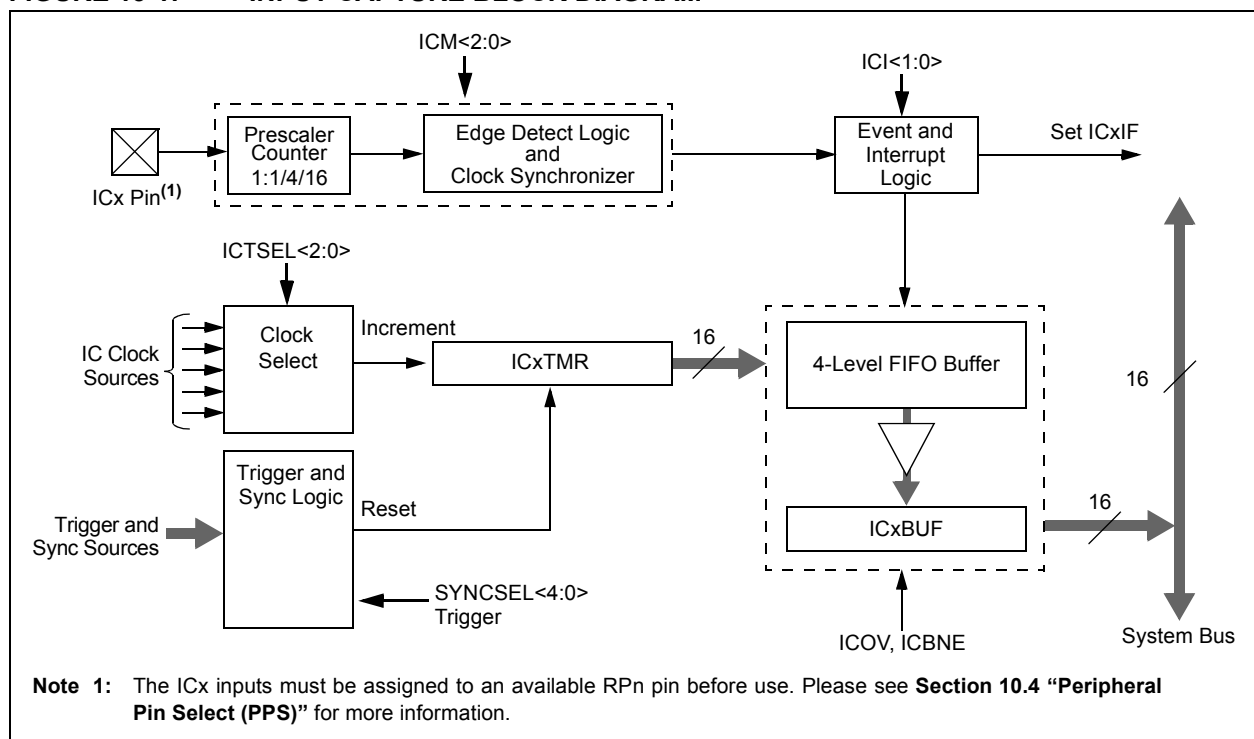 ICM<2:0>
ICI<1:0>
Prescaler
Counter
1:1/4/16
Edge Detect Logic
and
Clock Synchronizer
Event and
Interrupt
Logic
Set ICxIF
ICx Pin(1)
ICTSEL<2:0>
IC Clock
Sources
Clock
Select
Increment
ICxTMR
16
4-Level FIFO Buffer
16
Trigger and
Sync Logic
Reset
Trigger and
Sync Sources
ICxBUF
16
SYNCSEL<4:0>
Trigger
ICOV, ICBNE
System Bus
Note 1: The ICx inputs must be assigned to an available RPn pin before use. Please see Section 10.4 “Peripheral
Pin Select (PPS)” for more information.